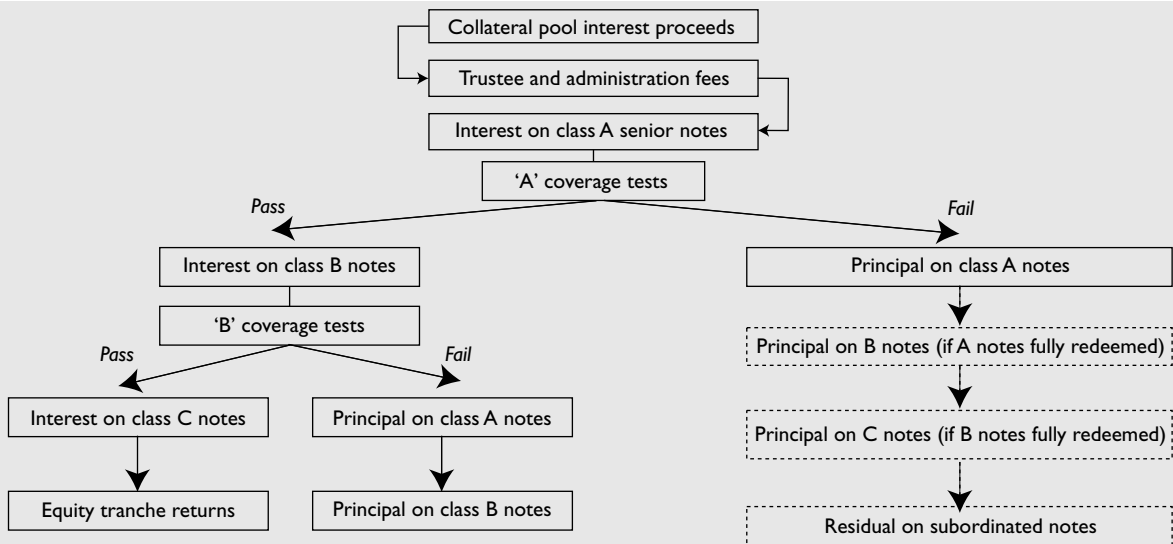 Collateral pool interest proceeds
Trustee and administration fees
Interest on class A senior notes
‘A’ coverage tests
Pass
Fail
Interest on class B notes
Principal on class A notes
‘B’ coverage tests
Pass
Fail
Principal on B notes (if A notes fully redeemed)
Interest on class C notes
Principal on class A notes
Principal on C notes (if B notes fully redeemed)
Equity tranche returns
Principal on class B notes
Residual on subordinated notes